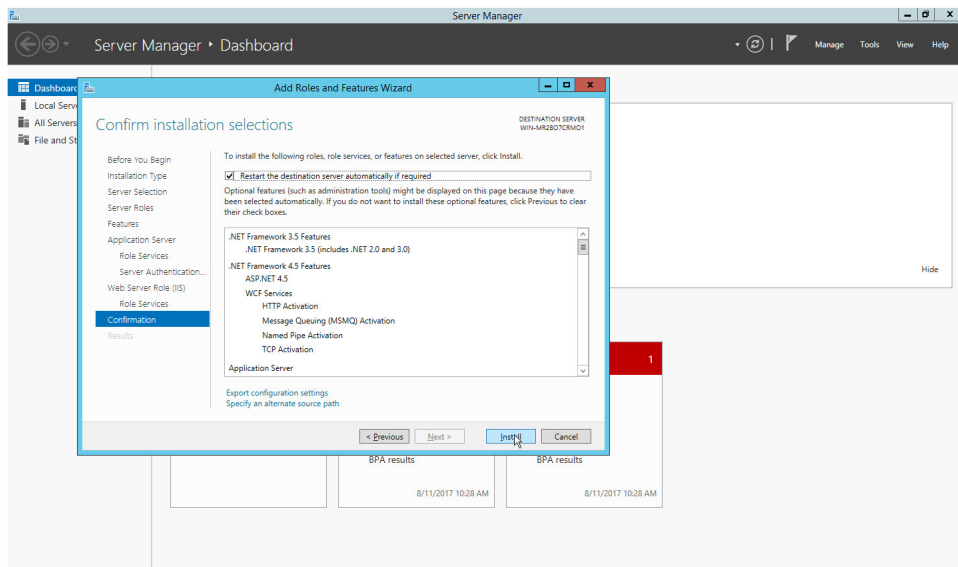 Server Manager
Server Manager • Dashboard
Manage Tools View Help
Dashboard
Local Serv
All Servers
File and St
Add Roles and Features Wizard
Confirm installation selections
DESTINATION SERVER
WIN-MR2BO7CRMO1
Before You Begin
Installation Type
Server Selection
Server Roles
Features
Application Server
Role Services
Server Authentication...
Web Server Role (IIS)
Role Services
Confirmation
Results
To install the following roles, role services, or features on selected server, click Install.
Restart the destination server automatically if required
Optional features (such as administration tools) might be displayed on this page because they have
been selected automatically. If you do not want to install these optional features, click Previous to clear
their check boxes.
.NET Framework 3.5 Features
.NET Framework 3.5 (includes .NET 2.0 and 3.0)
.NET Framework 4.5 Features
ASP.NET 4.5
WCF Services
HTTP Activation
Message Queuing (MSMQ) Activation
Named Pipe Activation
TCP Activation
Application Server
Export configuration settings
Specify an alternate source path
< Previous Next > Install Cancel
Hide
1
BPA results
8/11/2017 10:28 AM
BPA results
8/11/2017 10:28 AM